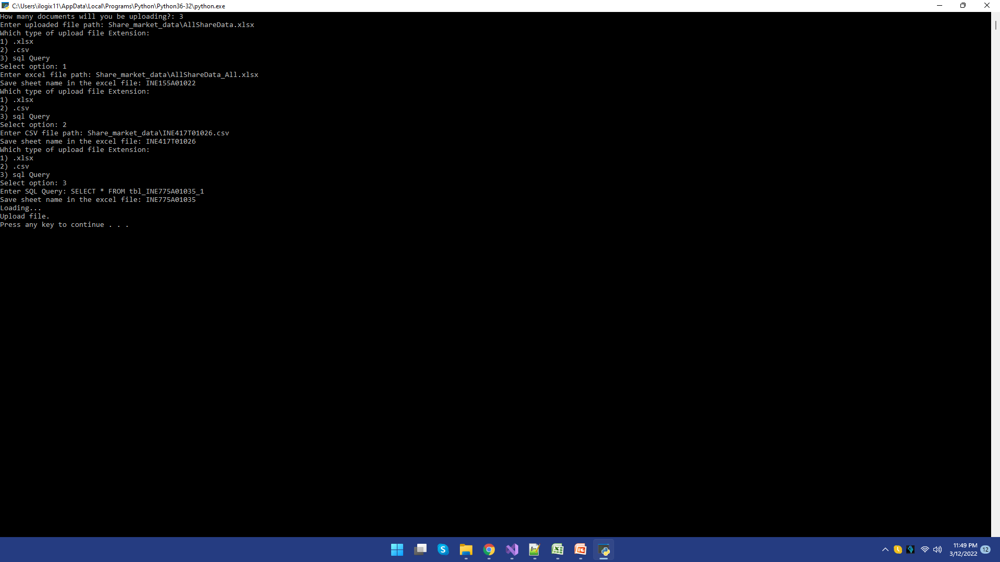 C:\Users\ilogix11\AppData\Local\Programs\Python\Python36-32\python.exe
How many documents will you be uploading?: 3
Enter uploaded file path: Share_market_data\AllShareData.xlsx
Which type of upload file Extension:
1) .xlsx
2) .csv
3) sql Query
Select option: 1
Enter excel file path: Share_market_data\AllShareData_All.xlsx
Save sheet name in the excel file: INE155A01022
Which type of upload file Extension:
1) .xlsx
2) .csv
3) sql Query
Select option: 2
Enter CSV file path: Share_market_data\INE417T01026.csv
Save sheet name in the excel file: INE417T01026
Which type of upload file Extension:
1) .xlsx
2) .csv
3) sql Query
Select option: 3
Enter SQL Query: SELECT * FROM tbl_INE775A01035_1
Save sheet name in the excel file: INE775A01035
Loading...
Upload file.
Press any key to continue . . .
11:49 PM
3/12/2022
12